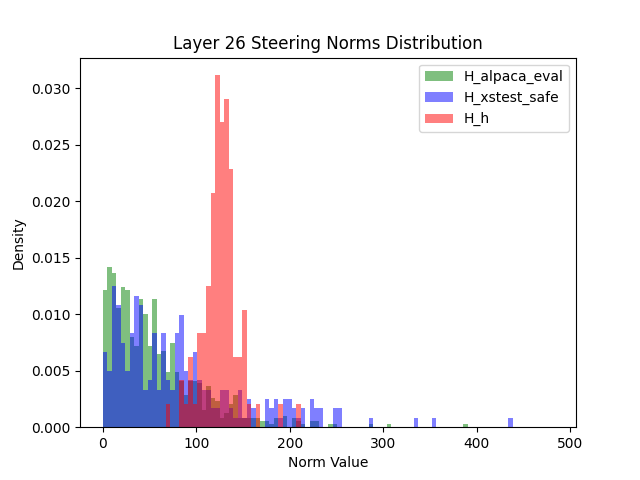 Layer 26 Steering Norms Distribution
H_alpaca_eval
H_xstest_safe
H_h
Density
0.030
0.025
0.020
0.015
0.010
0.005
0.000
0
100
200
300
400
500
Norm Value